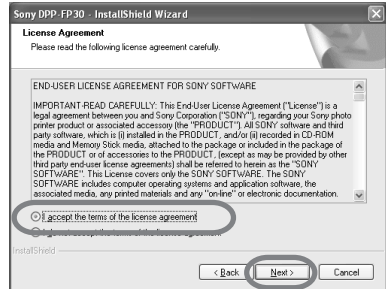 Sony DPP-FP30 - InstallShield Wizard
License Agreement
Please read the following license agreement carefully.
END-USER LICENSE AGREEMENT FOR SONY SOFTWARE
IMPORTANT-READ CAREFULLY: This End-User License Agreement ("License") is a
legal agreement between you and Sony Corporation ("SONY"), regarding your Sony photo
printer product or associated accessory (the "PRODUCT"). All SONY software and third
party software, which is (i) installed in the PRODUCT, and/or (ii) recorded in CD-ROM
media and Memory Stick media, attached to the package or included in the package of
the PRODUCT or of accessories to the PRODUCT, (except as may be provided by other
third party end-user license agreements) shall be referred to herein as the "SONY
SOFTWARE". This License covers only the SONY SOFTWARE. The SONY
SOFTWARE includes computer operating systems and application software, the
associated media, any printed materials and any "on-line" or electronic documentation.
I accept the terms of the license agreement
accept the terms of the license agreement
InstallShield
< Back
Next >
Cancel